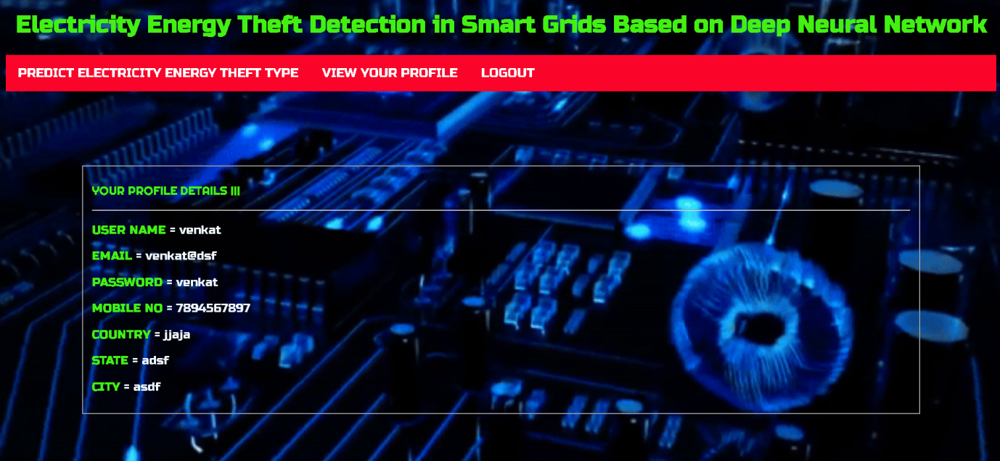 Electricity Energy Theft Detection in Smart Grids Based on Deep Neural Network
PREDICT ELECTRICITY ENERGY THEFT TYPE VIEW YOUR PROFILE LOGOUT
YOUR PROFILE DETAILS !!!
USER NAME = venkat
EMAIL = venkat@dsf
PASSWORD = venkat
MOBILE NO = 7894567897
COUNTRY = jjaja
STATE = adsf
CITY = asdf